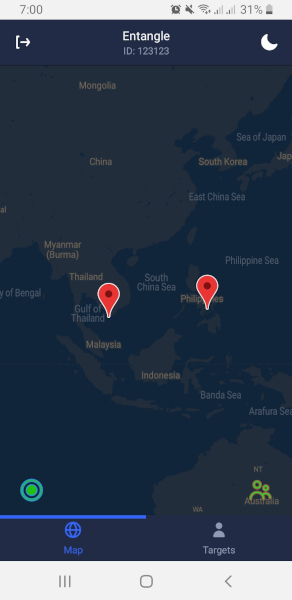 7:00
31%
Entangle
ID: 123123
Mongolia
Sea of Japan
China
South Korea
Jap
East China Sea
al
Myanmar
(Burma)
Philippine Sea
Thailand
South
China Sea
y of Bengal
Philippines
Gulf of
Thailand
Malaysia
Indonesia
Banda Sea
Arafura Sea
NT
Australia
WA
Map
Targets